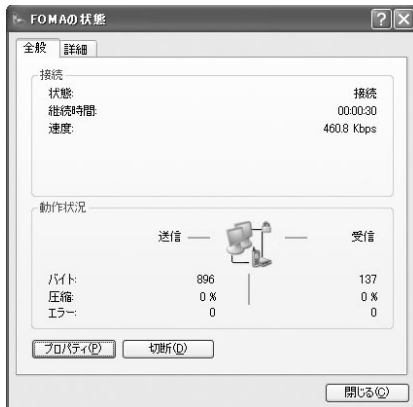 FOMAの状態
全般 詳細
接続
状態: 接続
継続時間: 00:00:30
速度: 460.8 Kbps
動作状況
送信 — — 受信
バイト: 896 137
圧縮: 0 % 0 %
エラー: 0 0
プロパティ(P) 切断(D)
閉じる(C)